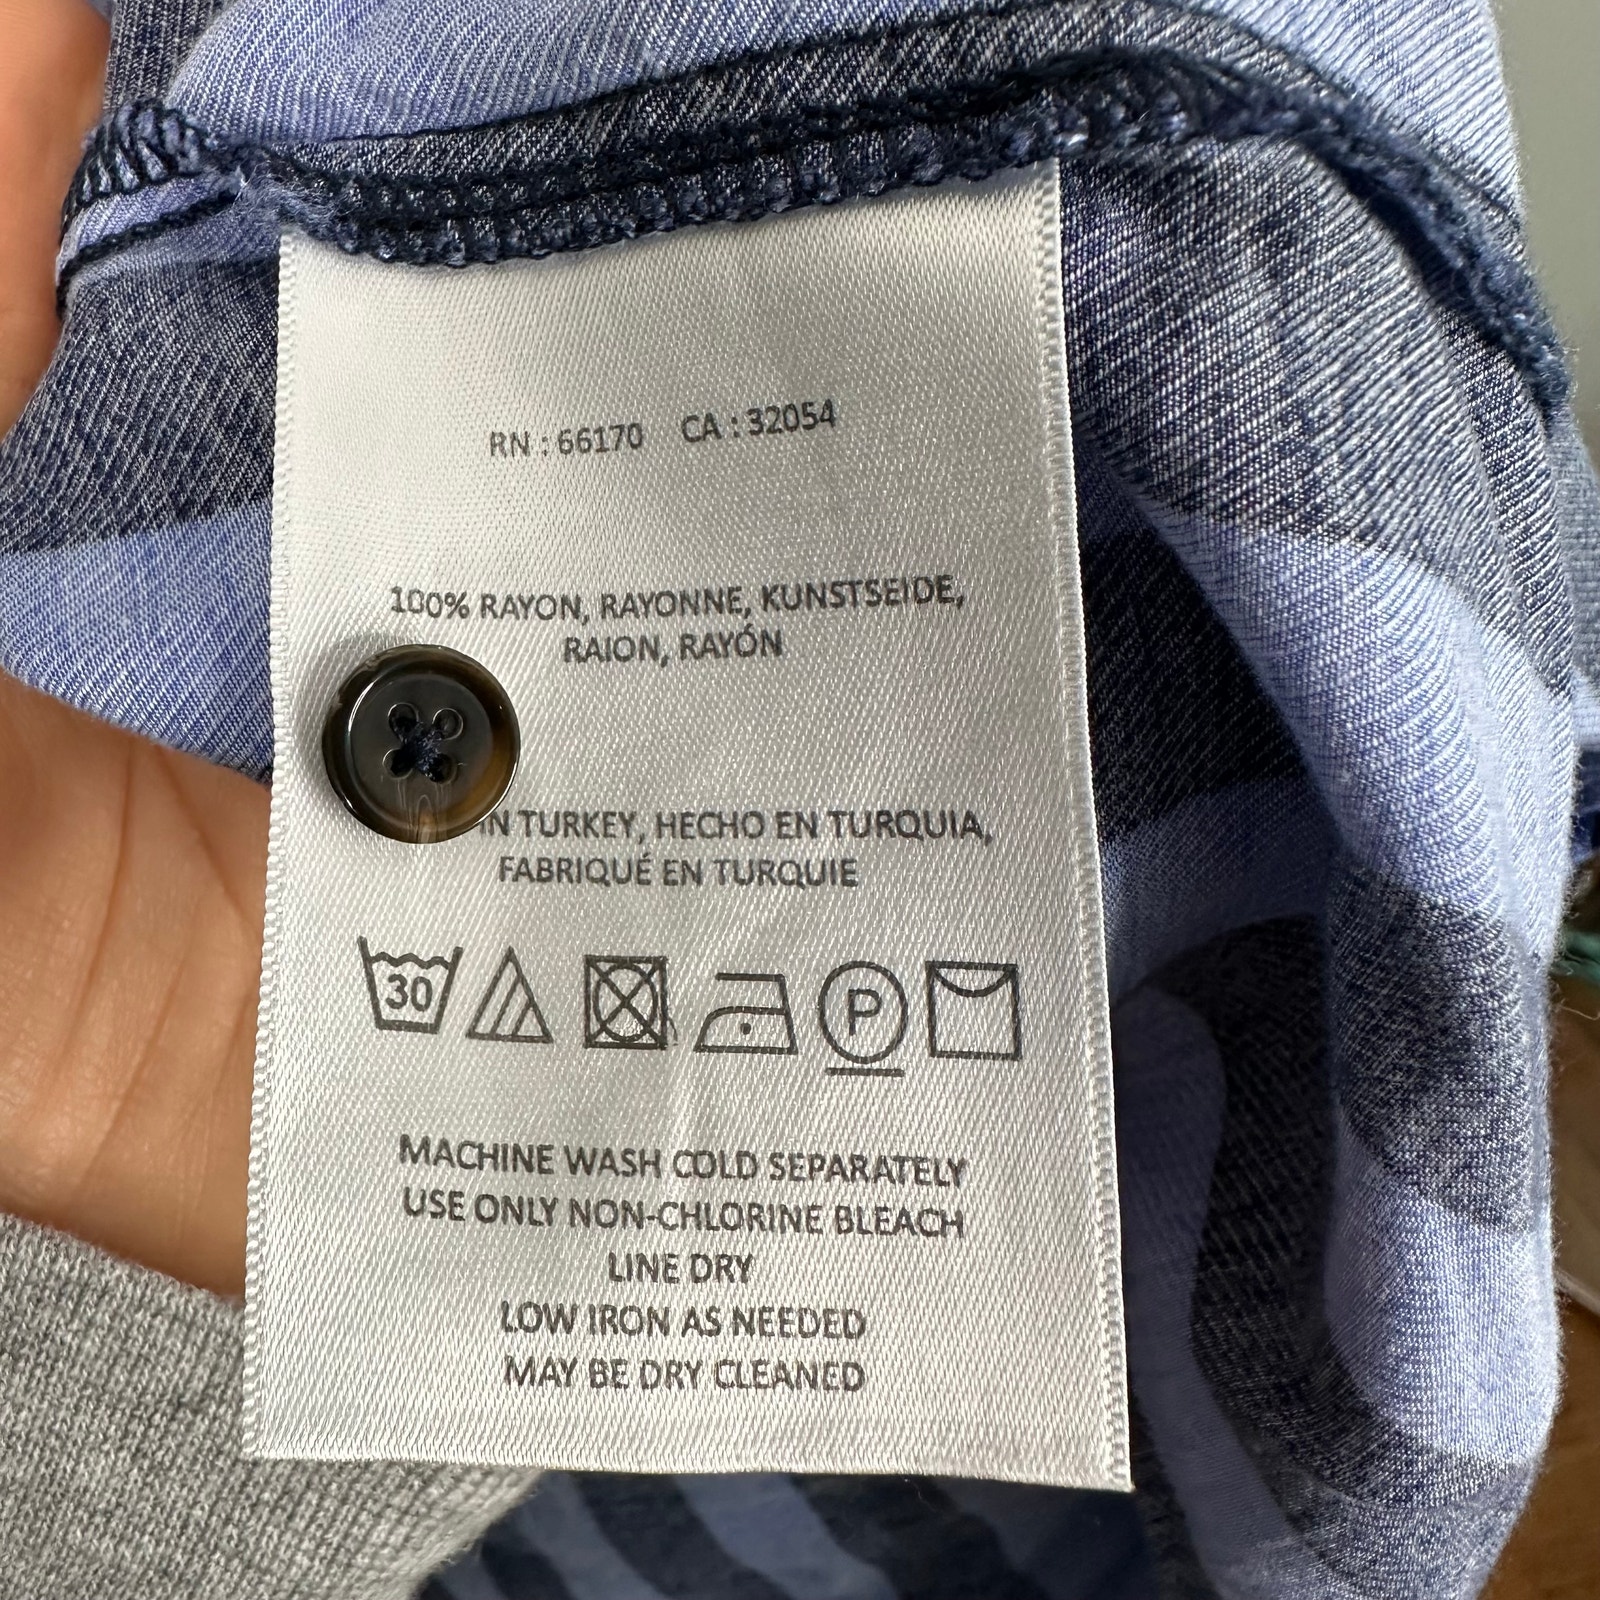 RN : 66170 CA : 32054
100% RAYON, RAYONNE, KUNSTSEIDE,
RAION, RAYÓN
IN TURKEY, HECHO EN TURQUIA,
FABRIQUÉ EN TURQUIE
30 P
MACHINE WASH COLD SEPARATELY
USE ONLY NON-CHLORINE BLEACH
LINE DRY
LOW IRON AS NEEDED
MAY BE DRY CLEANED